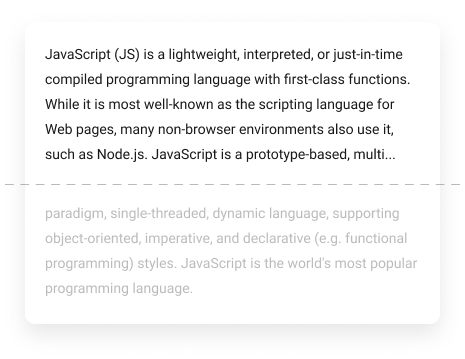 JavaScript (JS) is a lightweight, interpreted, or just-in-time
compiled programming language with first-class functions.
While it is most well-known as the scripting language for
Web pages, many non-browser environments also use it,
such as Node.js. JavaScript is a prototype-based, multi...
paradigm, single-threaded, dynamic language, supporting
object-oriented, imperative, and declarative (e.g. functional
programming) styles. JavaScript is the world's most popular
programming language.